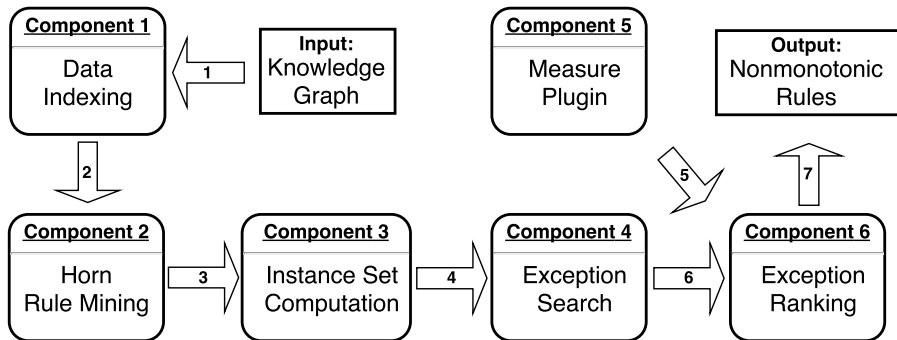 Component 1
Data
Indexing
1
Input:
Knowledge
Graph
Component 5
Measure
Plugin
Output:
Nonmonotonic
Rules
2
5
7
Component 2
Horn
Rule Mining
3
Component 3
Instance Set
Computation
4
Component 4
Exception
Search
6
Component 6
Exception
Ranking